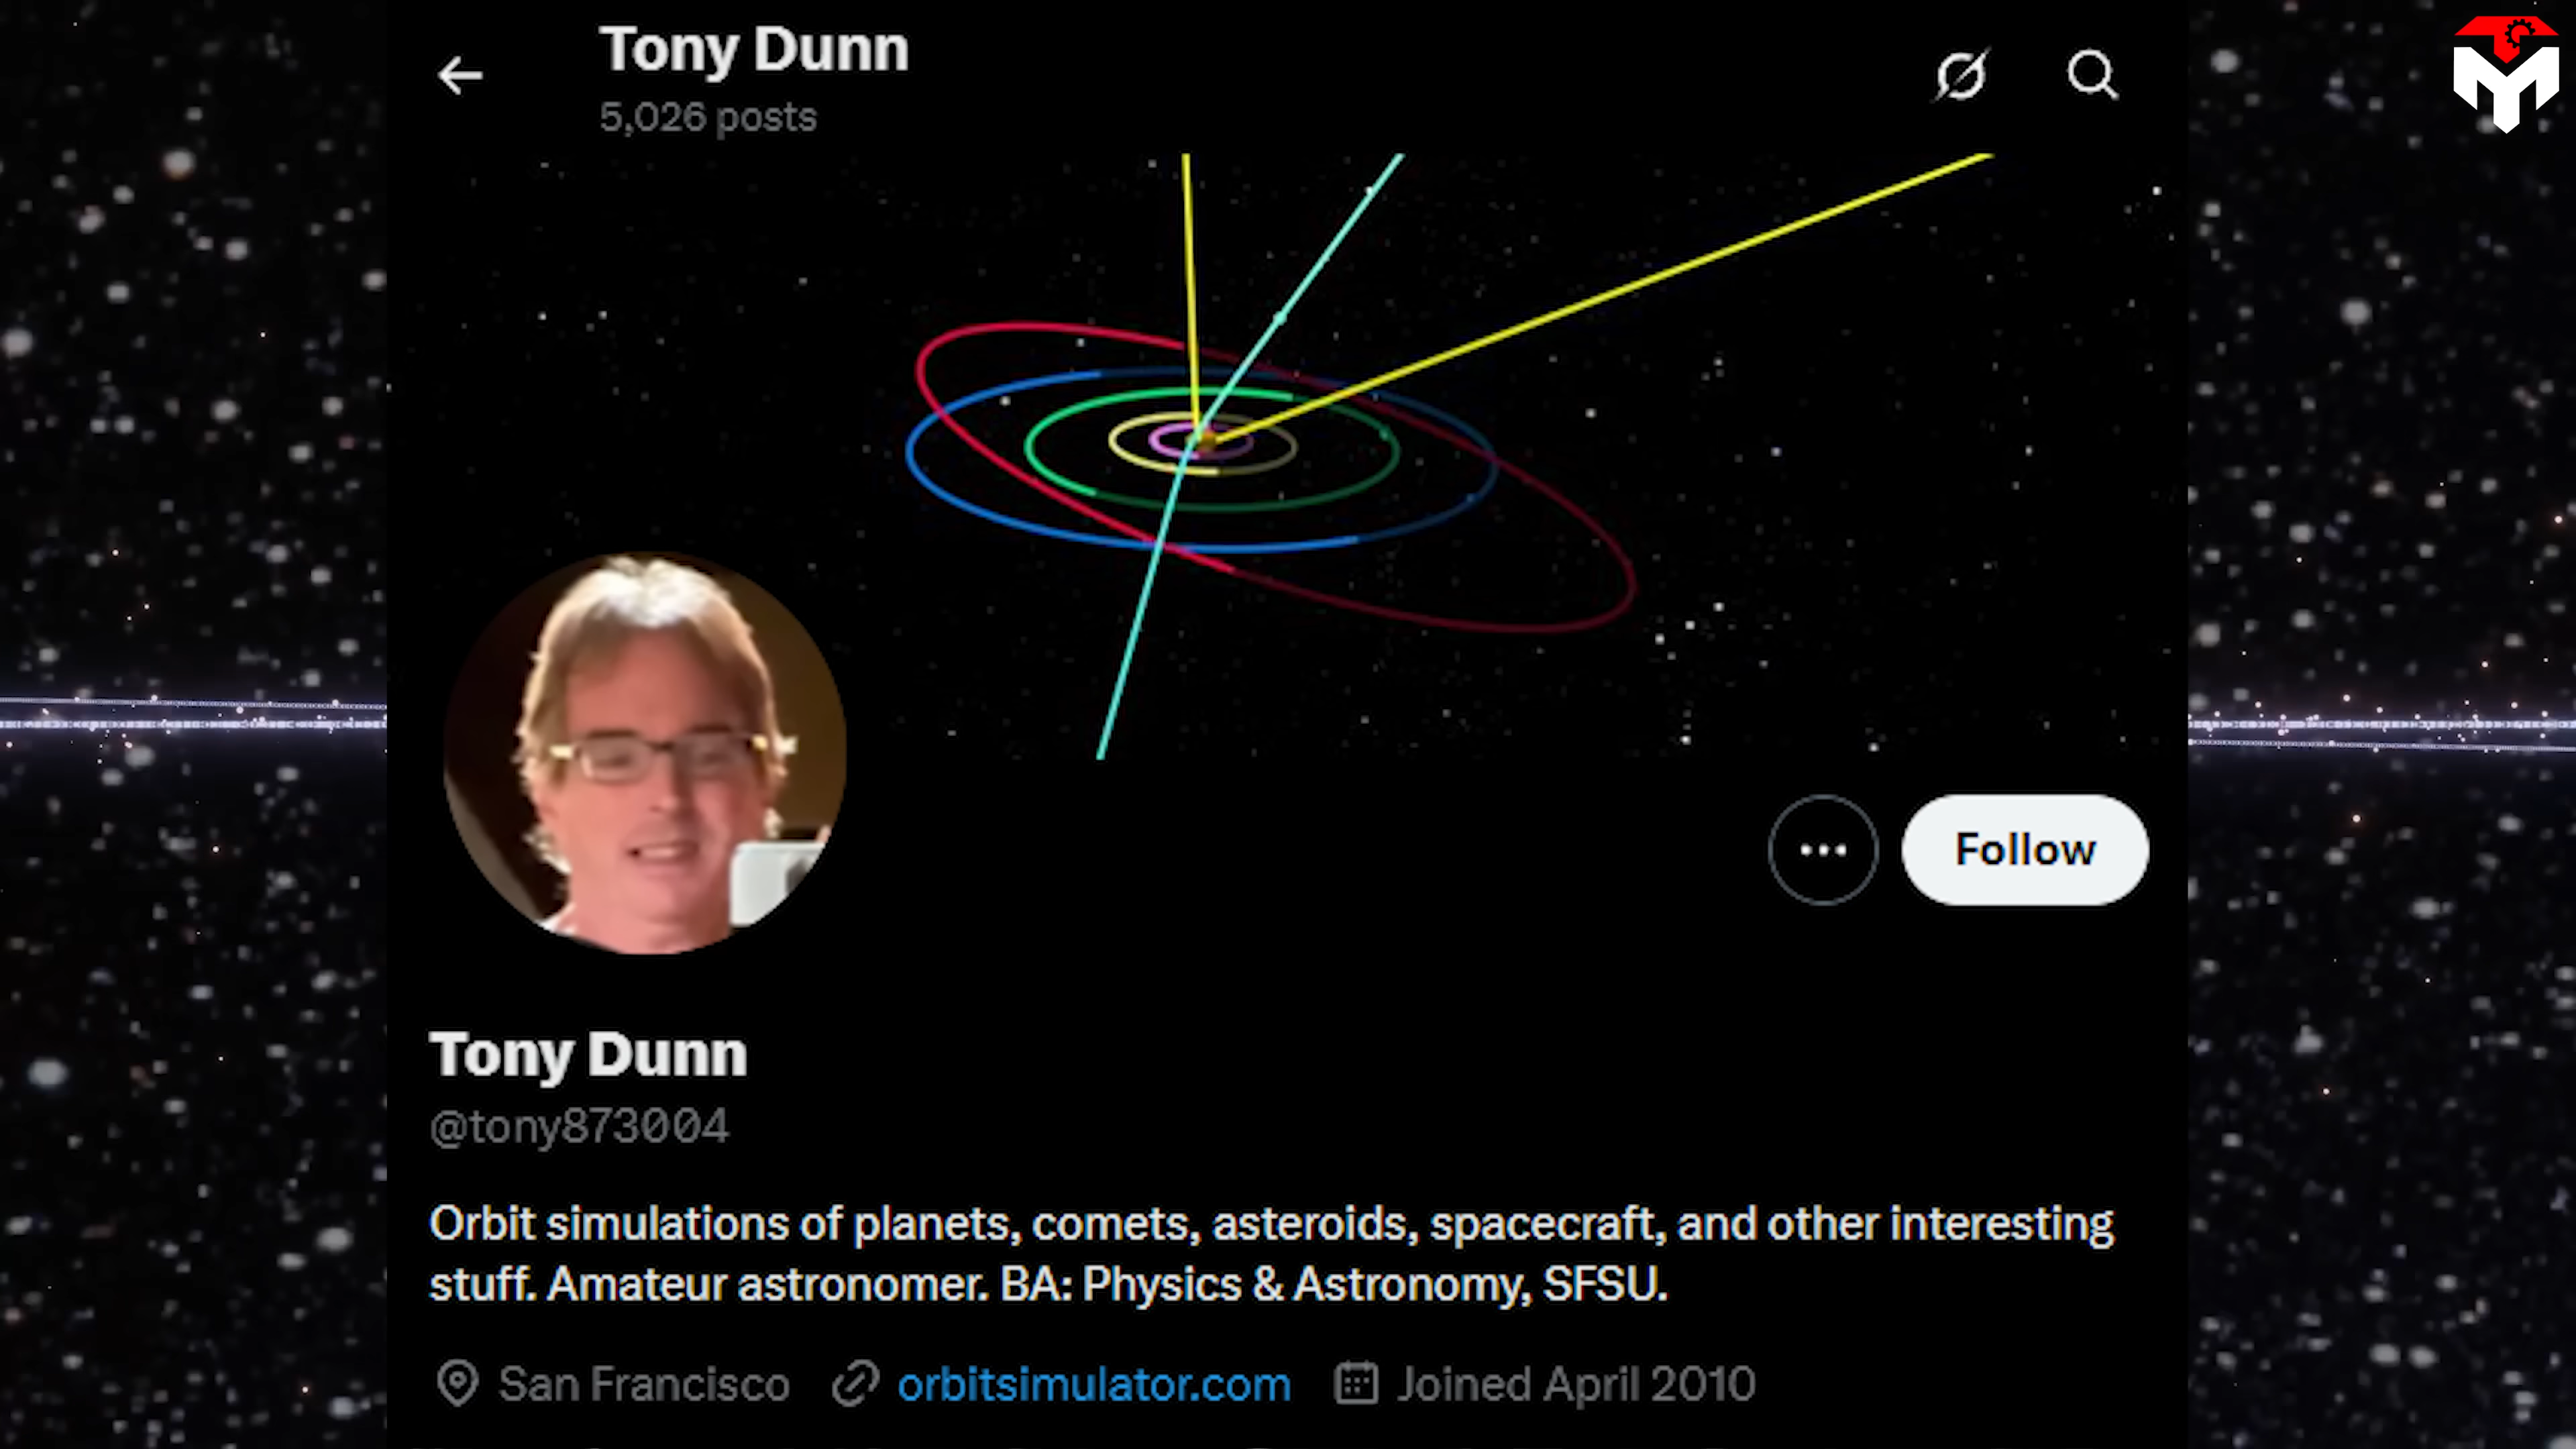 Tony Dunn
5,026 posts
Follow
Tony Dunn
@tony873004
Orbit simulations of planets, comets, asteroids, spacecraft, and other interesting
stuff. Amateur astronomer. BA: Physics & Astronomy, SFSU.
San Francisco orbitsimulator.com Joined April 2010